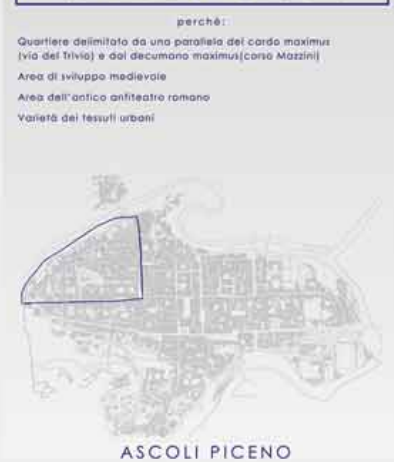 perchè:
Quartiere delimitato da una parallela del cardo maximus
(via del Trivio) e dal decumano maximus(corso Mazzini)
Area di sviluppo medievale
Area dell'antico anfiteatro romano
Varietà dei tessuti urbani
ASCOLI PICENO